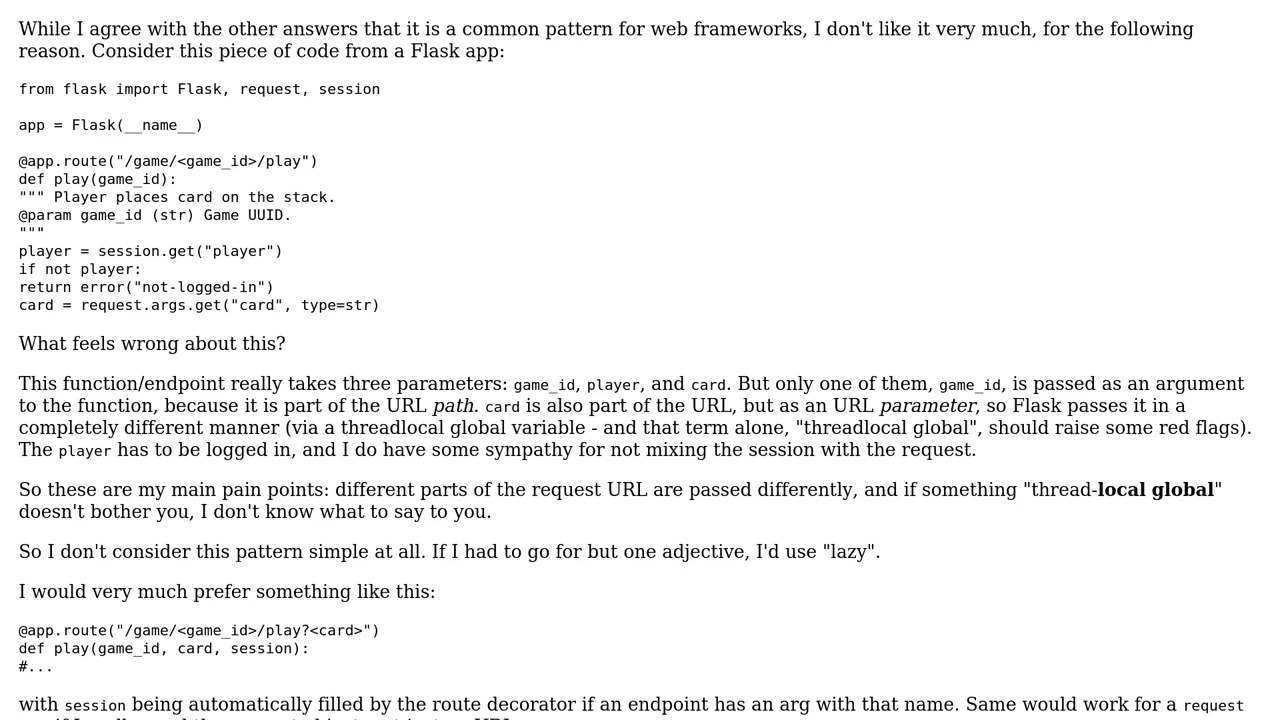 While I agree with the other answers that it is a common pattern for web frameworks, I don't like it very much, for the following
reason. Consider this piece of code from a Flask app:
from flask import Flask, request, session
app = Flask(__name__)
@app.route("/game/<game_id>/play")
def play(game_id):
""" Player places card on the stack.
@param game_id (str) Game UUID.
"""
player = session.get("player")
if not player:
return error("not-logged-in")
card = request.args.get("card", type=str)
What feels wrong about this?
This function/endpoint really takes three parameters: game_id, player, and card. But only one of them, game_id, is passed as an argument
to the function, because it is part of the URL path. card is also part of the URL, but as an URL parameter, so Flask passes it in a
completely different manner (via a threadlocal global variable - and that term alone, "threadlocal global", should raise some red flags).
The player has to be logged in, and I do have some sympathy for not mixing the session with the request.
So these are my main pain points: different parts of the request URL are passed differently, and if something "thread-local global"
doesn't bother you, I don't know what to say to you.
So I don't consider this pattern simple at all. If I had to go for but one adjective, I'd use "lazy".
I would very much prefer something like this:
@app.route("/game/<game_id>/play?<card>")
def play(game_id, card, session):
#...
with session being automatically filled by the route decorator if an endpoint has an arg with that name. Same would work for a request